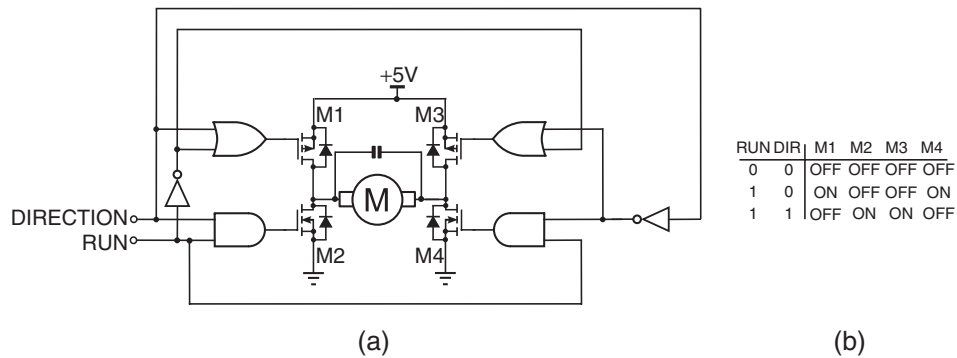 +5V
M1
M3
M
DIRECTION
RUN
M2
M4
RUN DIR M1 M2 M3 M4
0 0 OFF OFF OFF OFF
1 0 ON OFF OFF ON
1 1 OFF ON ON OFF
(a)
(b)